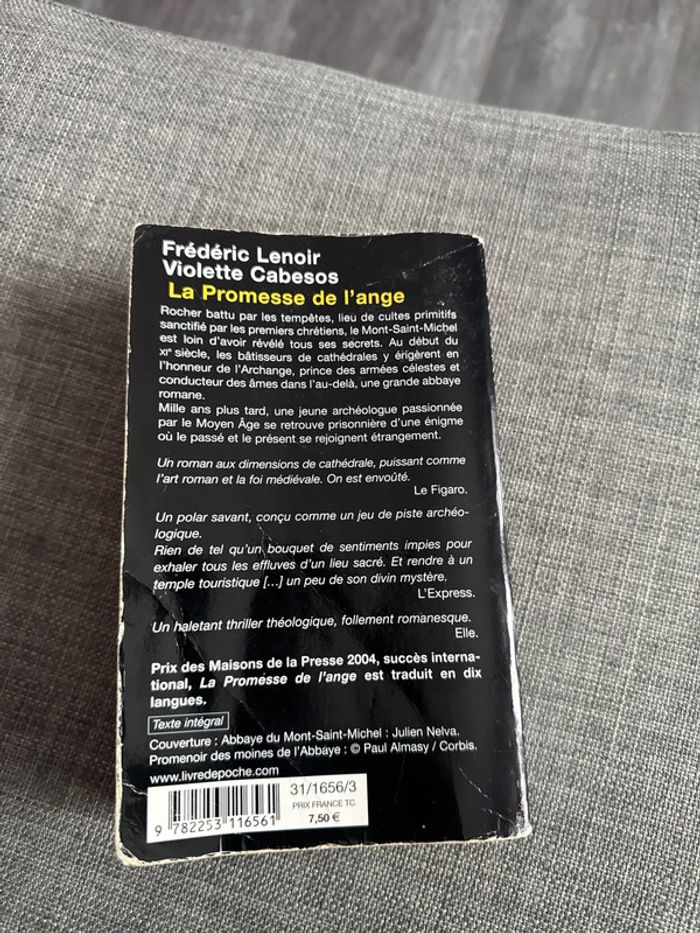 Frédéric Lenoir
Violette Cabesos
La Promesse de l'ange
Rocher battu par les tempêtes, lieu de cultes primitifs
sanctifié par les premiers chrétiens, le Mont-Saint-Michel
est loin d'avoir révélé tous ses secrets. Au début du
XIe siècle, les bâtisseurs de cathédrales y érigèrent en
l'honneur de l'Archange, prince des armées célestes et
conducteur des âmes dans l'au-delà, une grande abbaye
romane.
Mille ans plus tard, une jeune archéologue passionnée
par le Moyen Âge se retrouve prisonnière d'une énigme
où le passé et le présent se rejoignent étrangement.
Un roman aux dimensions de cathédrale, puissant comme
l'art roman et la foi médiévale. On est envoûté.
Le Figaro.
Un polar savant, conçu comme un jeu de piste archéo-
logique.
Rien de tel qu'un bouquet de sentiments impies pour
exhaler tous les effluves d'un lieu sacré. Et rendre à un
temple touristique [...] un peu de son divin mystère.
L'Express.
Un haletant thriller théologique, follement romanesque.
Elle.
Prix des Maisons de la Presse 2004, succès interna-
tional, La Promesse de l'ange est traduit en dix
langues.
Texte intégral
Couverture : Abbaye du Mont-Saint-Michel : Julien Nelva.
Promenoir des moines de l'Abbaye : © Paul Almasy / Corbis.
www.livredepoche.com
31/1656/3
PRIX FRANCE TC
7,50 €
9 782253 116561